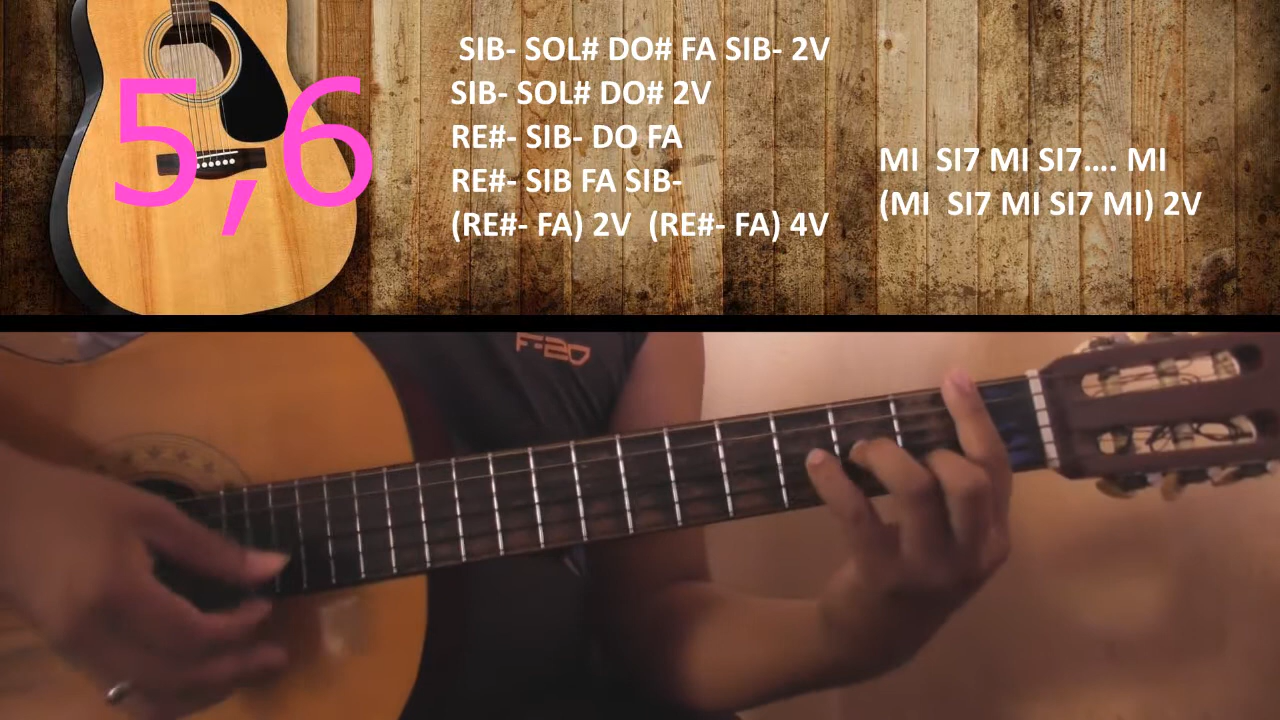 5,6
SIB- SOL# DO# FA SIB- 2V
SIB- SOL# DO# 2V
RE#- SIB- DO FA
RE#- SIB FA SIB-
(RE#- FA) 2V (RE#- FA) 4V
MI SI7 MI SI7.... MI
(MI SI7 MI SI7 MI) 2V
F-20